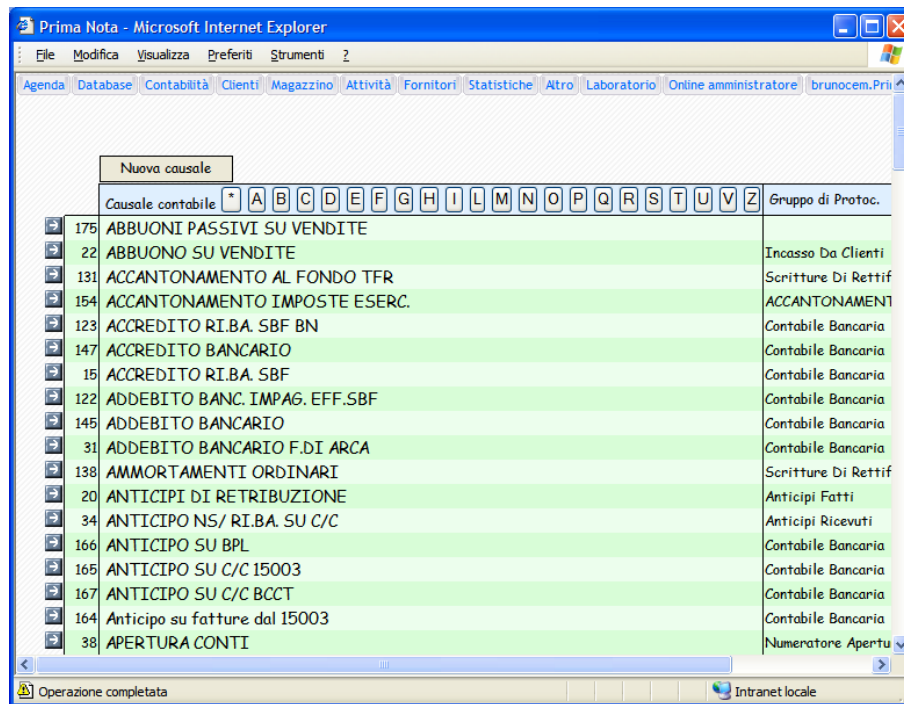 Prima Nota - Microsoft Internet Explorer
File Modifica Visualizza Preferiti Strumenti ?
Agenda Database Contabilità Clienti Magazzino Attività Fornitori Statistiche Altro Laboratorio Online amministratore brunocem.Pri
Nuova causale
Causale contabile * A B C D E F G H I L M N O P Q R S T U V Z Gruppo di Protoc.
175 ABBUONI PASSIVI SU VENDITE
22 ABBUONO SU VENDITE Incasso Da Clienti
131 ACCANTONAMENTO AL FONDO TFR Scritture Di Rettif
154 ACCANTONAMENTO IMPOSTE ESERC. ACCANTONAMENT
123 ACCREDITO RI.BA. SBF BN Contabile Bancaria
147 ACCREDITO BANCARIO Contabile Bancaria
15 ACCREDITO RI.BA. SBF Contabile Bancaria
122 ADDEBITO BANC. IMPAG. EFF.SBF Contabile Bancaria
145 ADDEBITO BANCARIO Contabile Bancaria
31 ADDEBITO BANCARIO F.DI ARCA Contabile Bancaria
138 AMMORTAMENTI ORDINARI Scritture Di Rettif
20 ANTICIPI DI RETRIBUZIONE Anticipi Fatti
34 ANTICIPO NS/ RI.BA. SU C/C Anticipi Ricevuti
166 ANTICIPO SU BPL Contabile Bancaria
165 ANTICIPO SU C/C 15003 Contabile Bancaria
167 ANTICIPO SU C/C BCCT Contabile Bancaria
164 Anticipo su fatture dal 15003 Contabile Bancaria
38 APERTURA CONTI Numeratore Apertu
Operazione completata Intranet locale